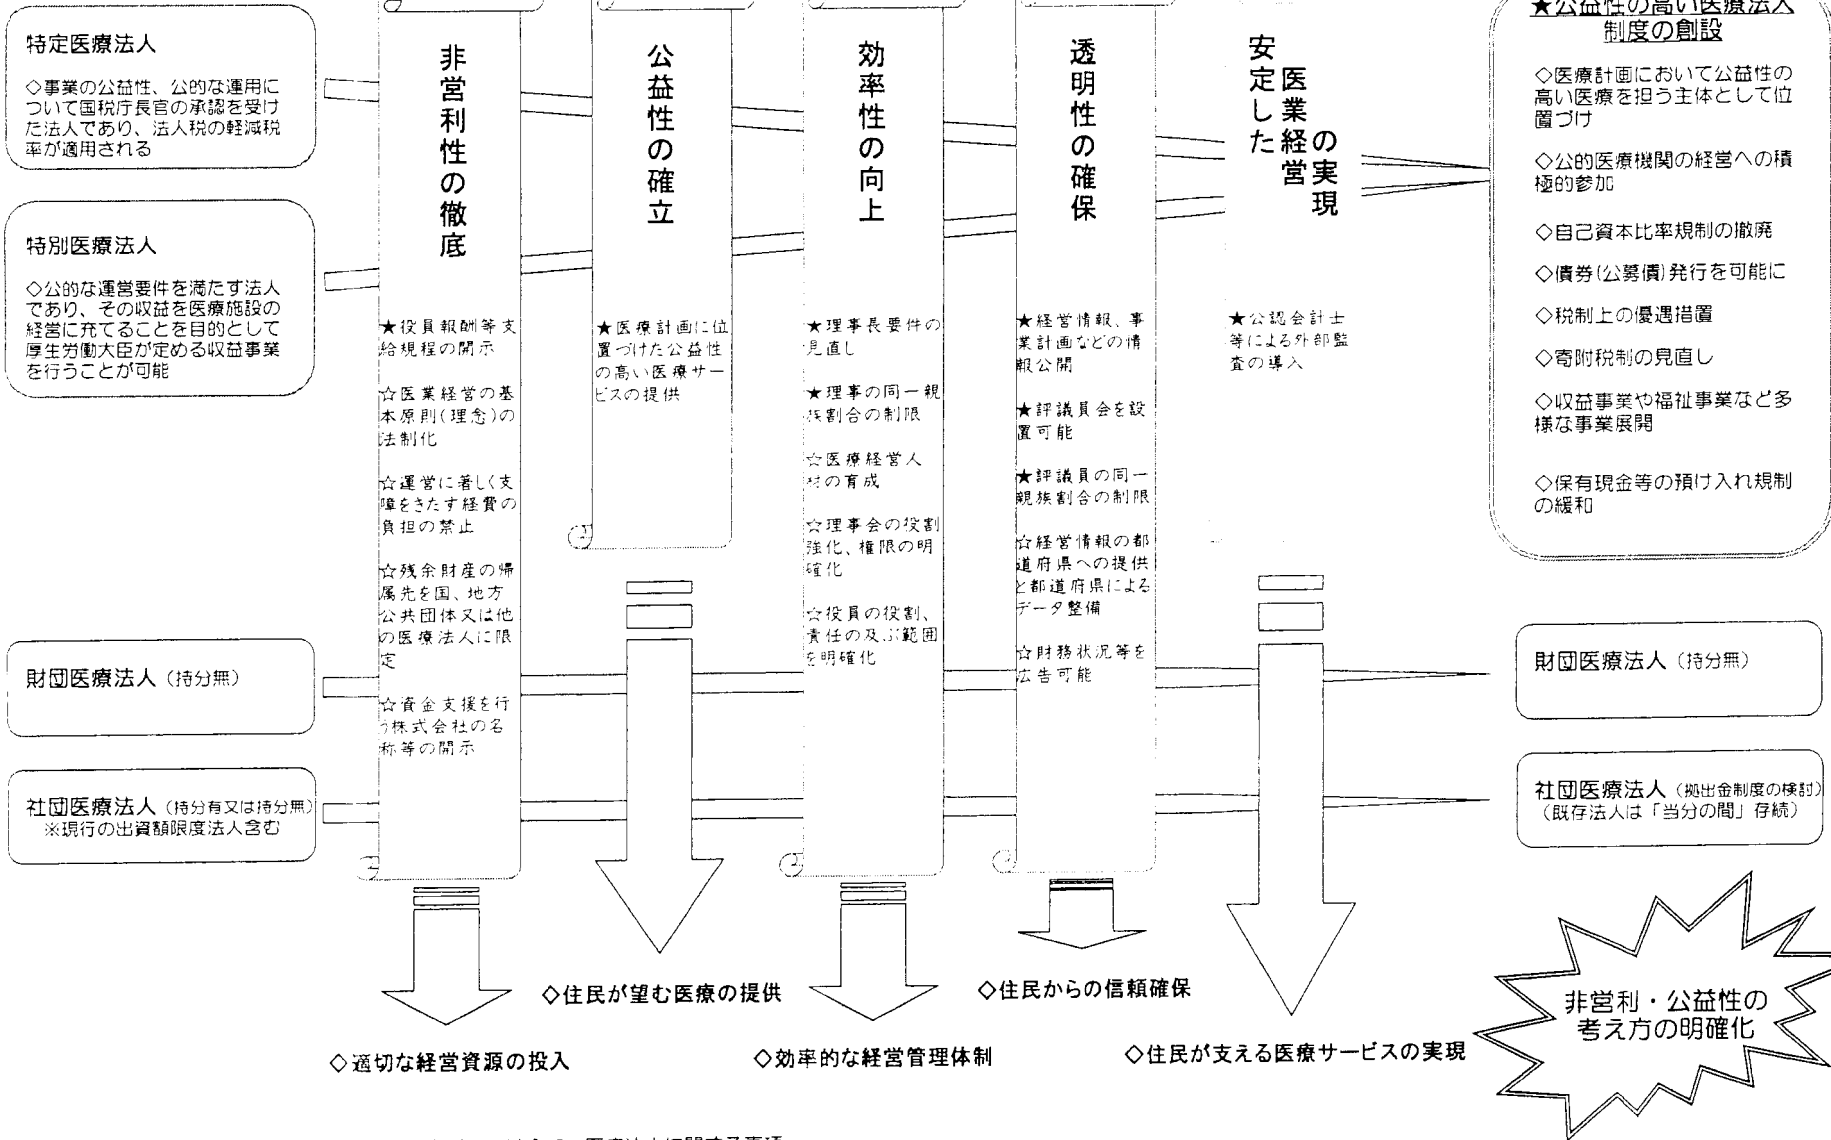 特定医療法人
◇事業の公益性、公的な運用に
ついて国税庁長官の承認を受け
た法人であり、法人税の軽減税
率が適用される
特別医療法人
◇公的な運営要件を満たす法人
であり、その収益を医療施設の
経営に充てることを目的として
厚生労働大臣が定める収益事業
を行うことが可能
財団医療法人（持分無）
社団医療法人（持分有又は持分無）
※現行の出資額限度法人含む
非営利性の徹底
★役員報酬等支
給規程の開示
☆医業経営の基
本原則(理念)の
法制化
☆運営に著しく支
障をきたす経費の
負担の禁止
☆残余財産の帰
属先を国、地方
公共団体又は他
の医療法人に限
定
☆資金支援を行
う株式会社の名
称等の開示
◇適切な経営資源の投入
公益性の確立
★医療計画に位
置づけた公益性
の高い医療サー
ビスの提供
◇住民が望む医療の提供
効率性の向上
★理事長要件の
見直し
★理事の同一親
族割合の制限
☆医療経営人
材の育成
☆理事会の役割
強化、権限の明
確化
☆役員の役割、
責任の及ぶ範囲
を明確化
◇効率的な経営管理体制
透明性の確保
★経営情報、事
業計画などの情
報公開
★評議員会を設
置可能
★評議員の同一
親族割合の制限
☆経営情報の都
道府県への提供
と都道府県による
データ整備
☆財務状況等を
広告可能
◇住民からの信頼確保
安定した
医業経営
の実現
★公認会計士
等による外部監
査の導入
◇住民が支える医療サービスの実現
★公益性の高い医療法人
制度の創設
◇医療計画において公益性の
高い医療を担う主体として位
置づけ
◇公的医療機関の経営への積
極的参加
◇自己資本比率規制の撤廃
◇債券(公募債)発行を可能に
◇税制上の優遇措置
◇寄附税制の見直し
◇収益事業や福祉事業など多
様な事業展開
◇保有現金等の預け入れ規制
の緩和
財団医療法人（持分無）
社団医療法人（拠出金制度の検討）
（既存法人は「当分の間」存続）
非営利・公益性の
考え方の明確化